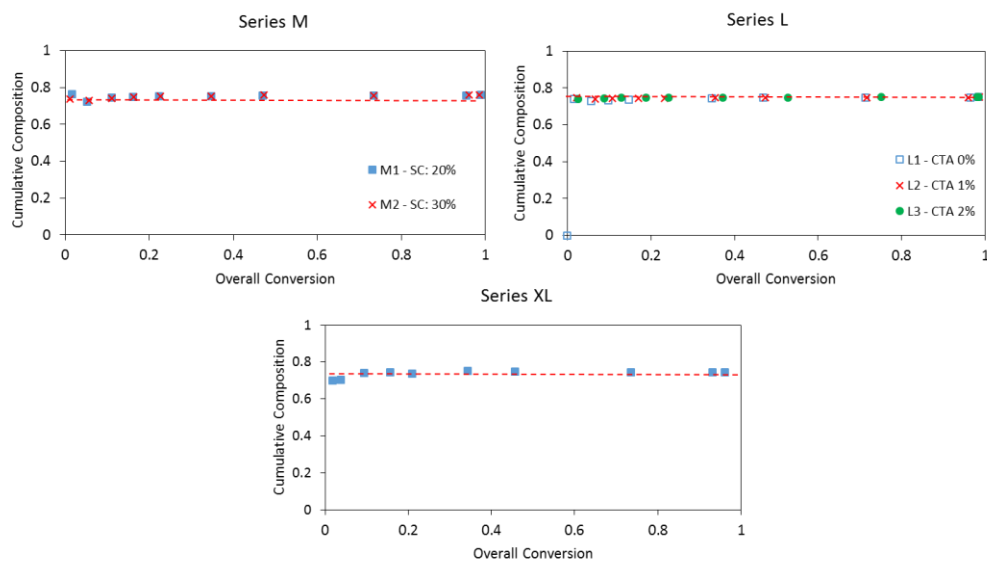 Series M
1
0.8
0.6
0.4
0.2
0
Cumulative Composition
M1 - SC: 20%
M2 - SC: 30%
0 0.2 0.4 0.6 0.8 1
Overall Conversion
Series L
1
0.8
0.6
0.4
0.2
0
Cumulative Composition
L1 - CTA 0%
L2 - CTA 1%
L3 - CTA 2%
0 0.2 0.4 0.6 0.8 1
Overall Conversion
Series XL
1
0.8
0.6
0.4
0.2
0
Cumulative Composition
0 0.2 0.4 0.6 0.8 1
Overall Conversion